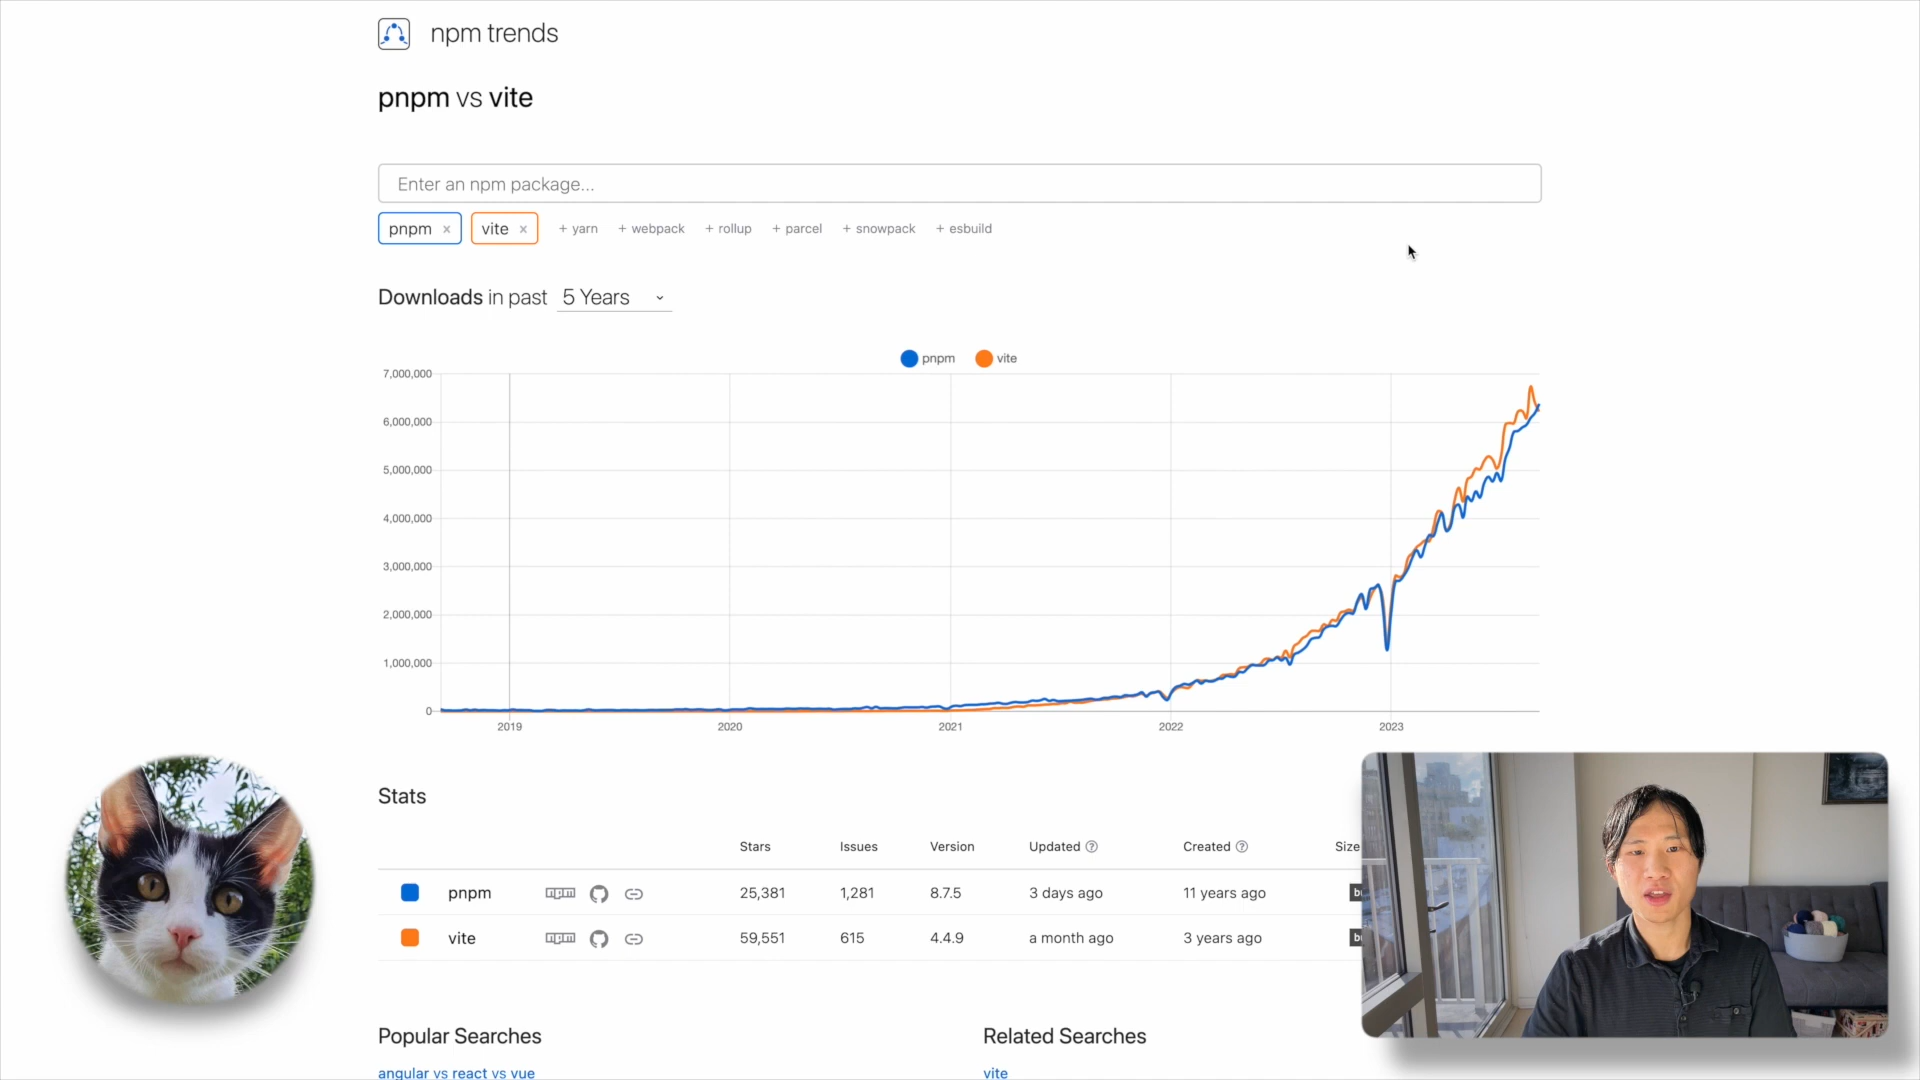 npm trends
pnpm vs vite
Enter an npm package...
pnpm × vite × + yarn + webpack + rollup + parcel + snowpack + esbuild
Downloads in past 5 Years
pnpm vite
7,000,000
6,000,000
5,000,000
4,000,000
3,000,000
2,000,000
1,000,000
0
2019 2020 2021 2022 2023
Stats
Stars Issues Version Updated ? Created ? Size
pnpm npm 25,381 1,281 8.7.5 3 days ago 11 years ago
vite npm 59,551 615 4.4.9 a month ago 3 years ago
Popular Searches Related Searches
angular vs react vs vue vite